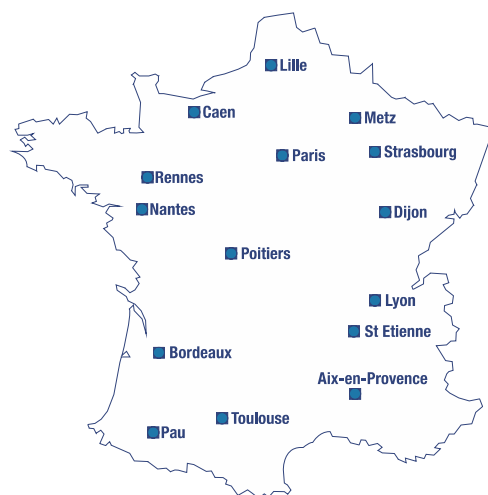 Lille
Caen
Metz
Paris
Strasbourg
Rennes
Nantes
Dijon
Poitiers
Lyon
St Etienne
Bordeaux
Aix-en-Provence
Toulouse
Pau